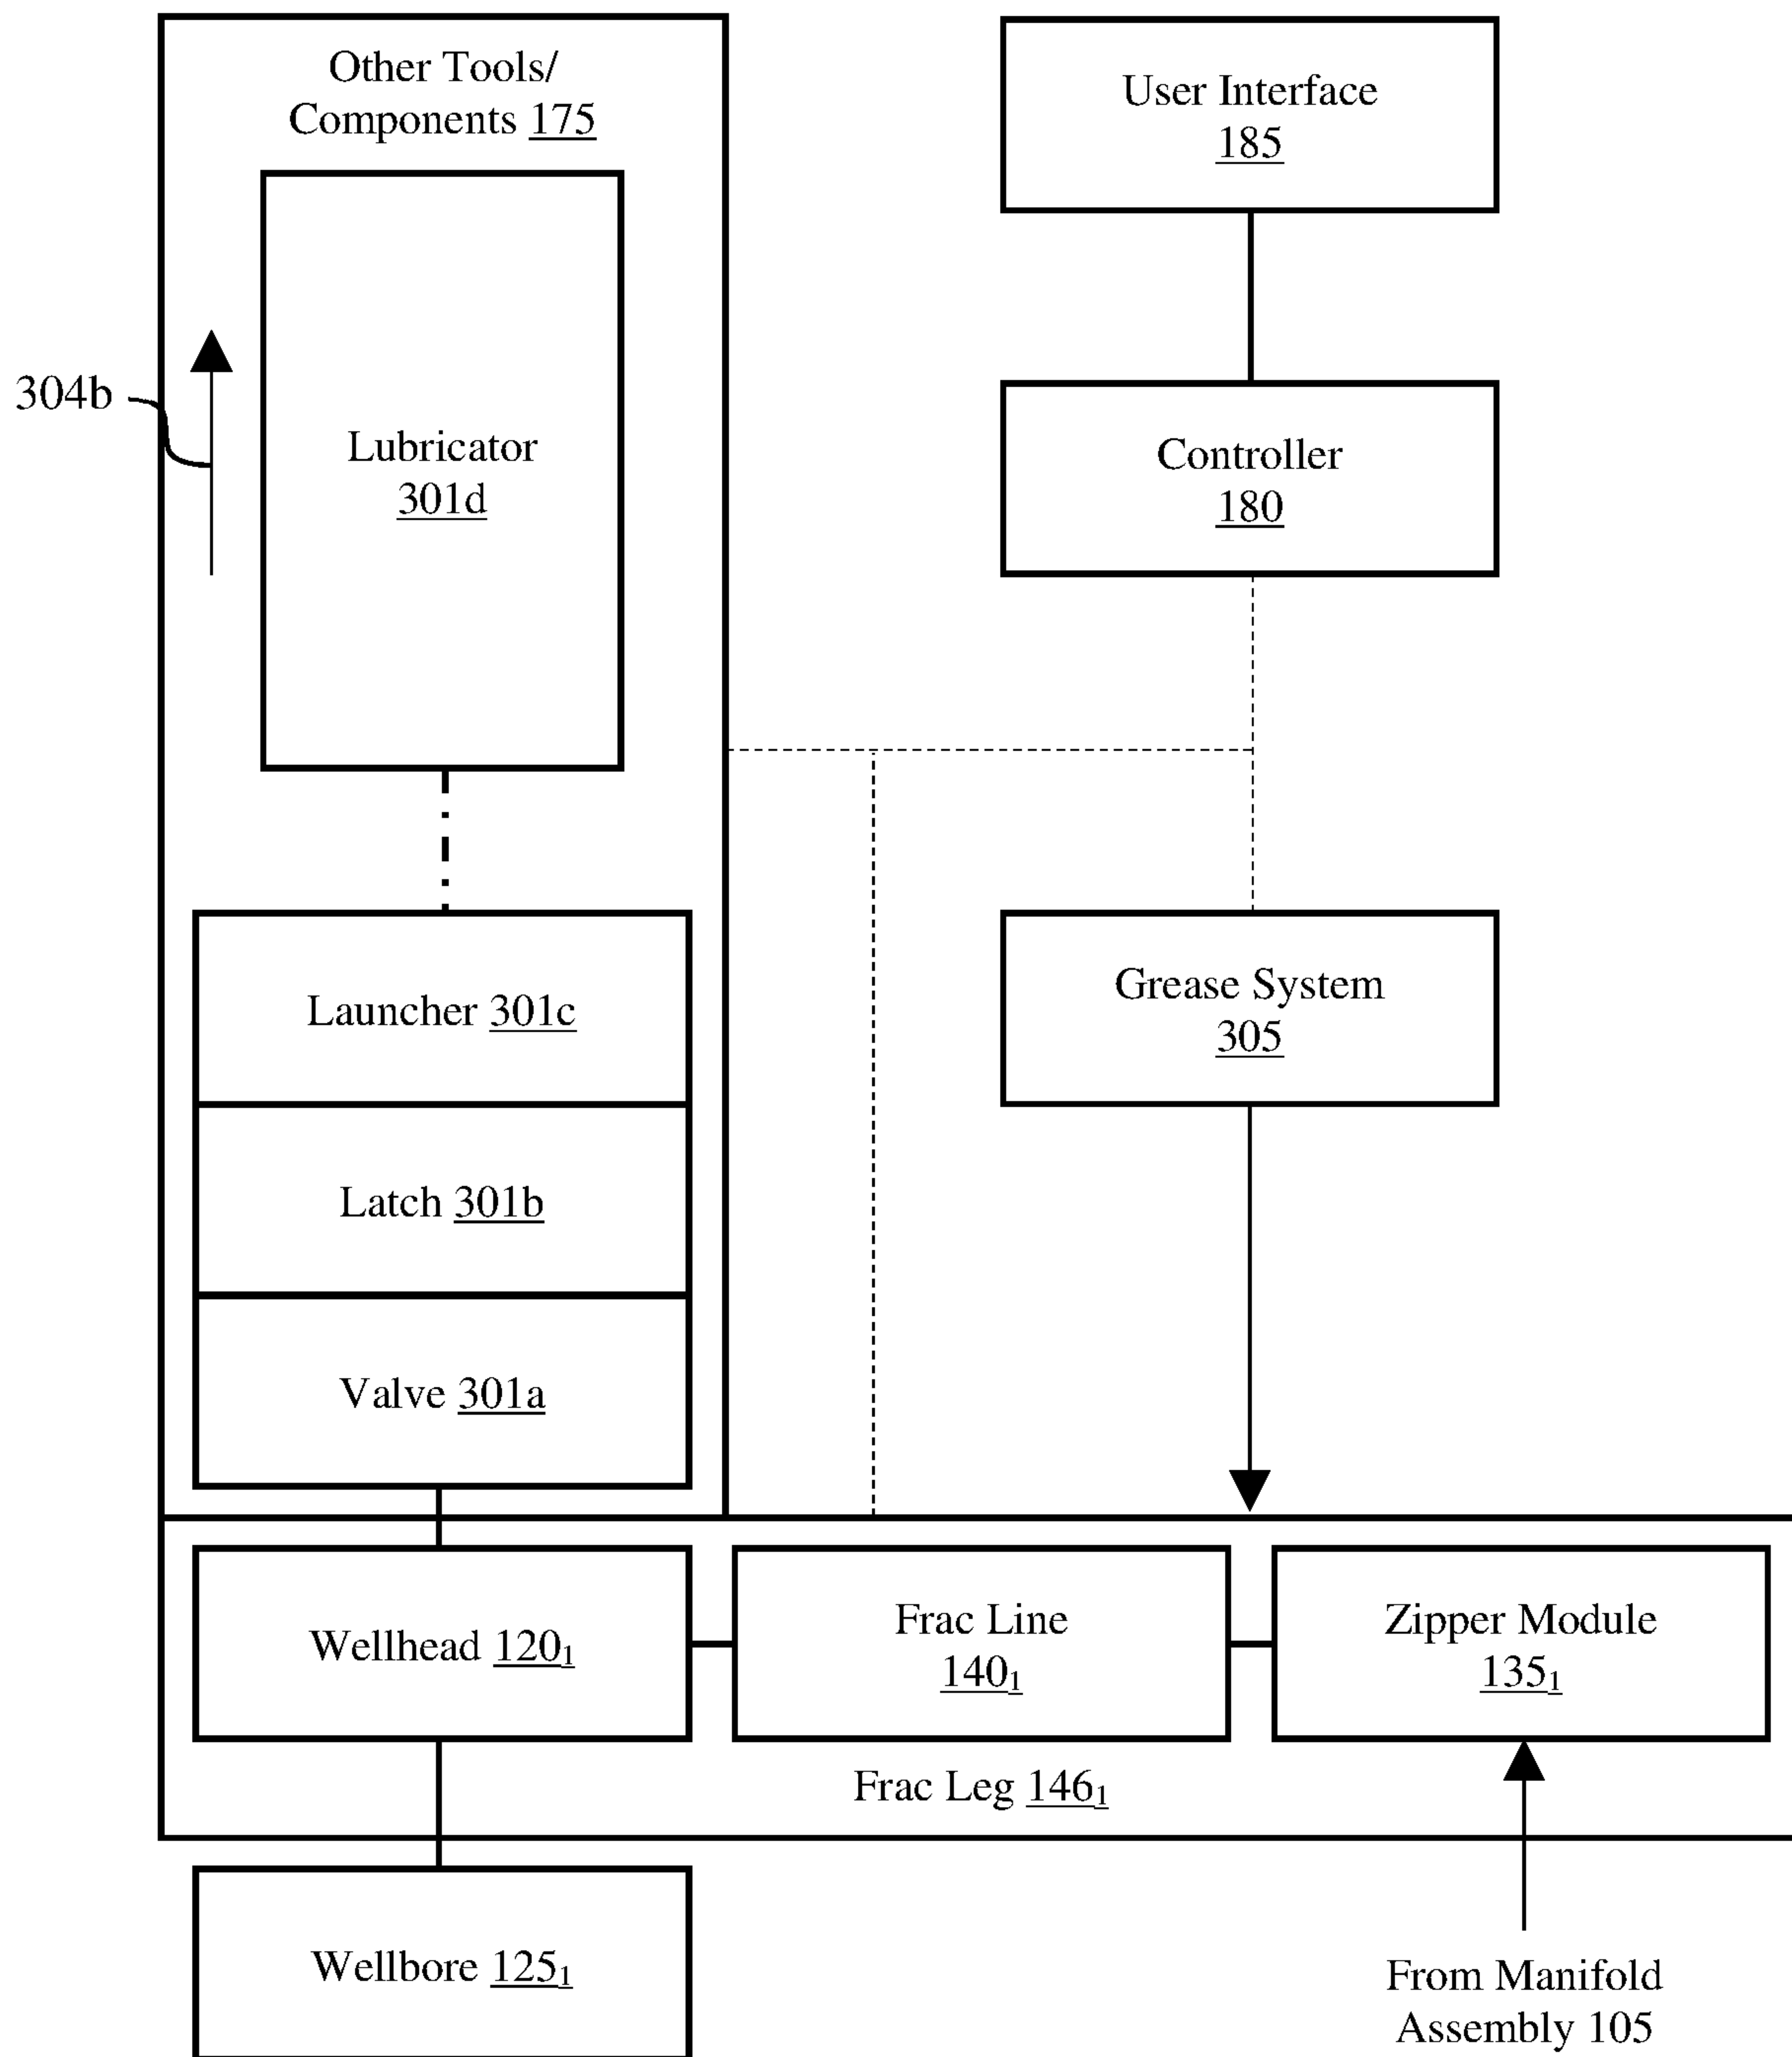 Other Tools/
Components 175
User Interface
185
304b
Lubricator
301d
Controller
180
Launcher 301c
Grease System
305
Latch 301b
Valve 301a
Wellhead 120₁
Frac Line
140₁
Zipper Module
135₁
Frac Leg 146₁
Wellbore 125₁
From Manifold
Assembly 105